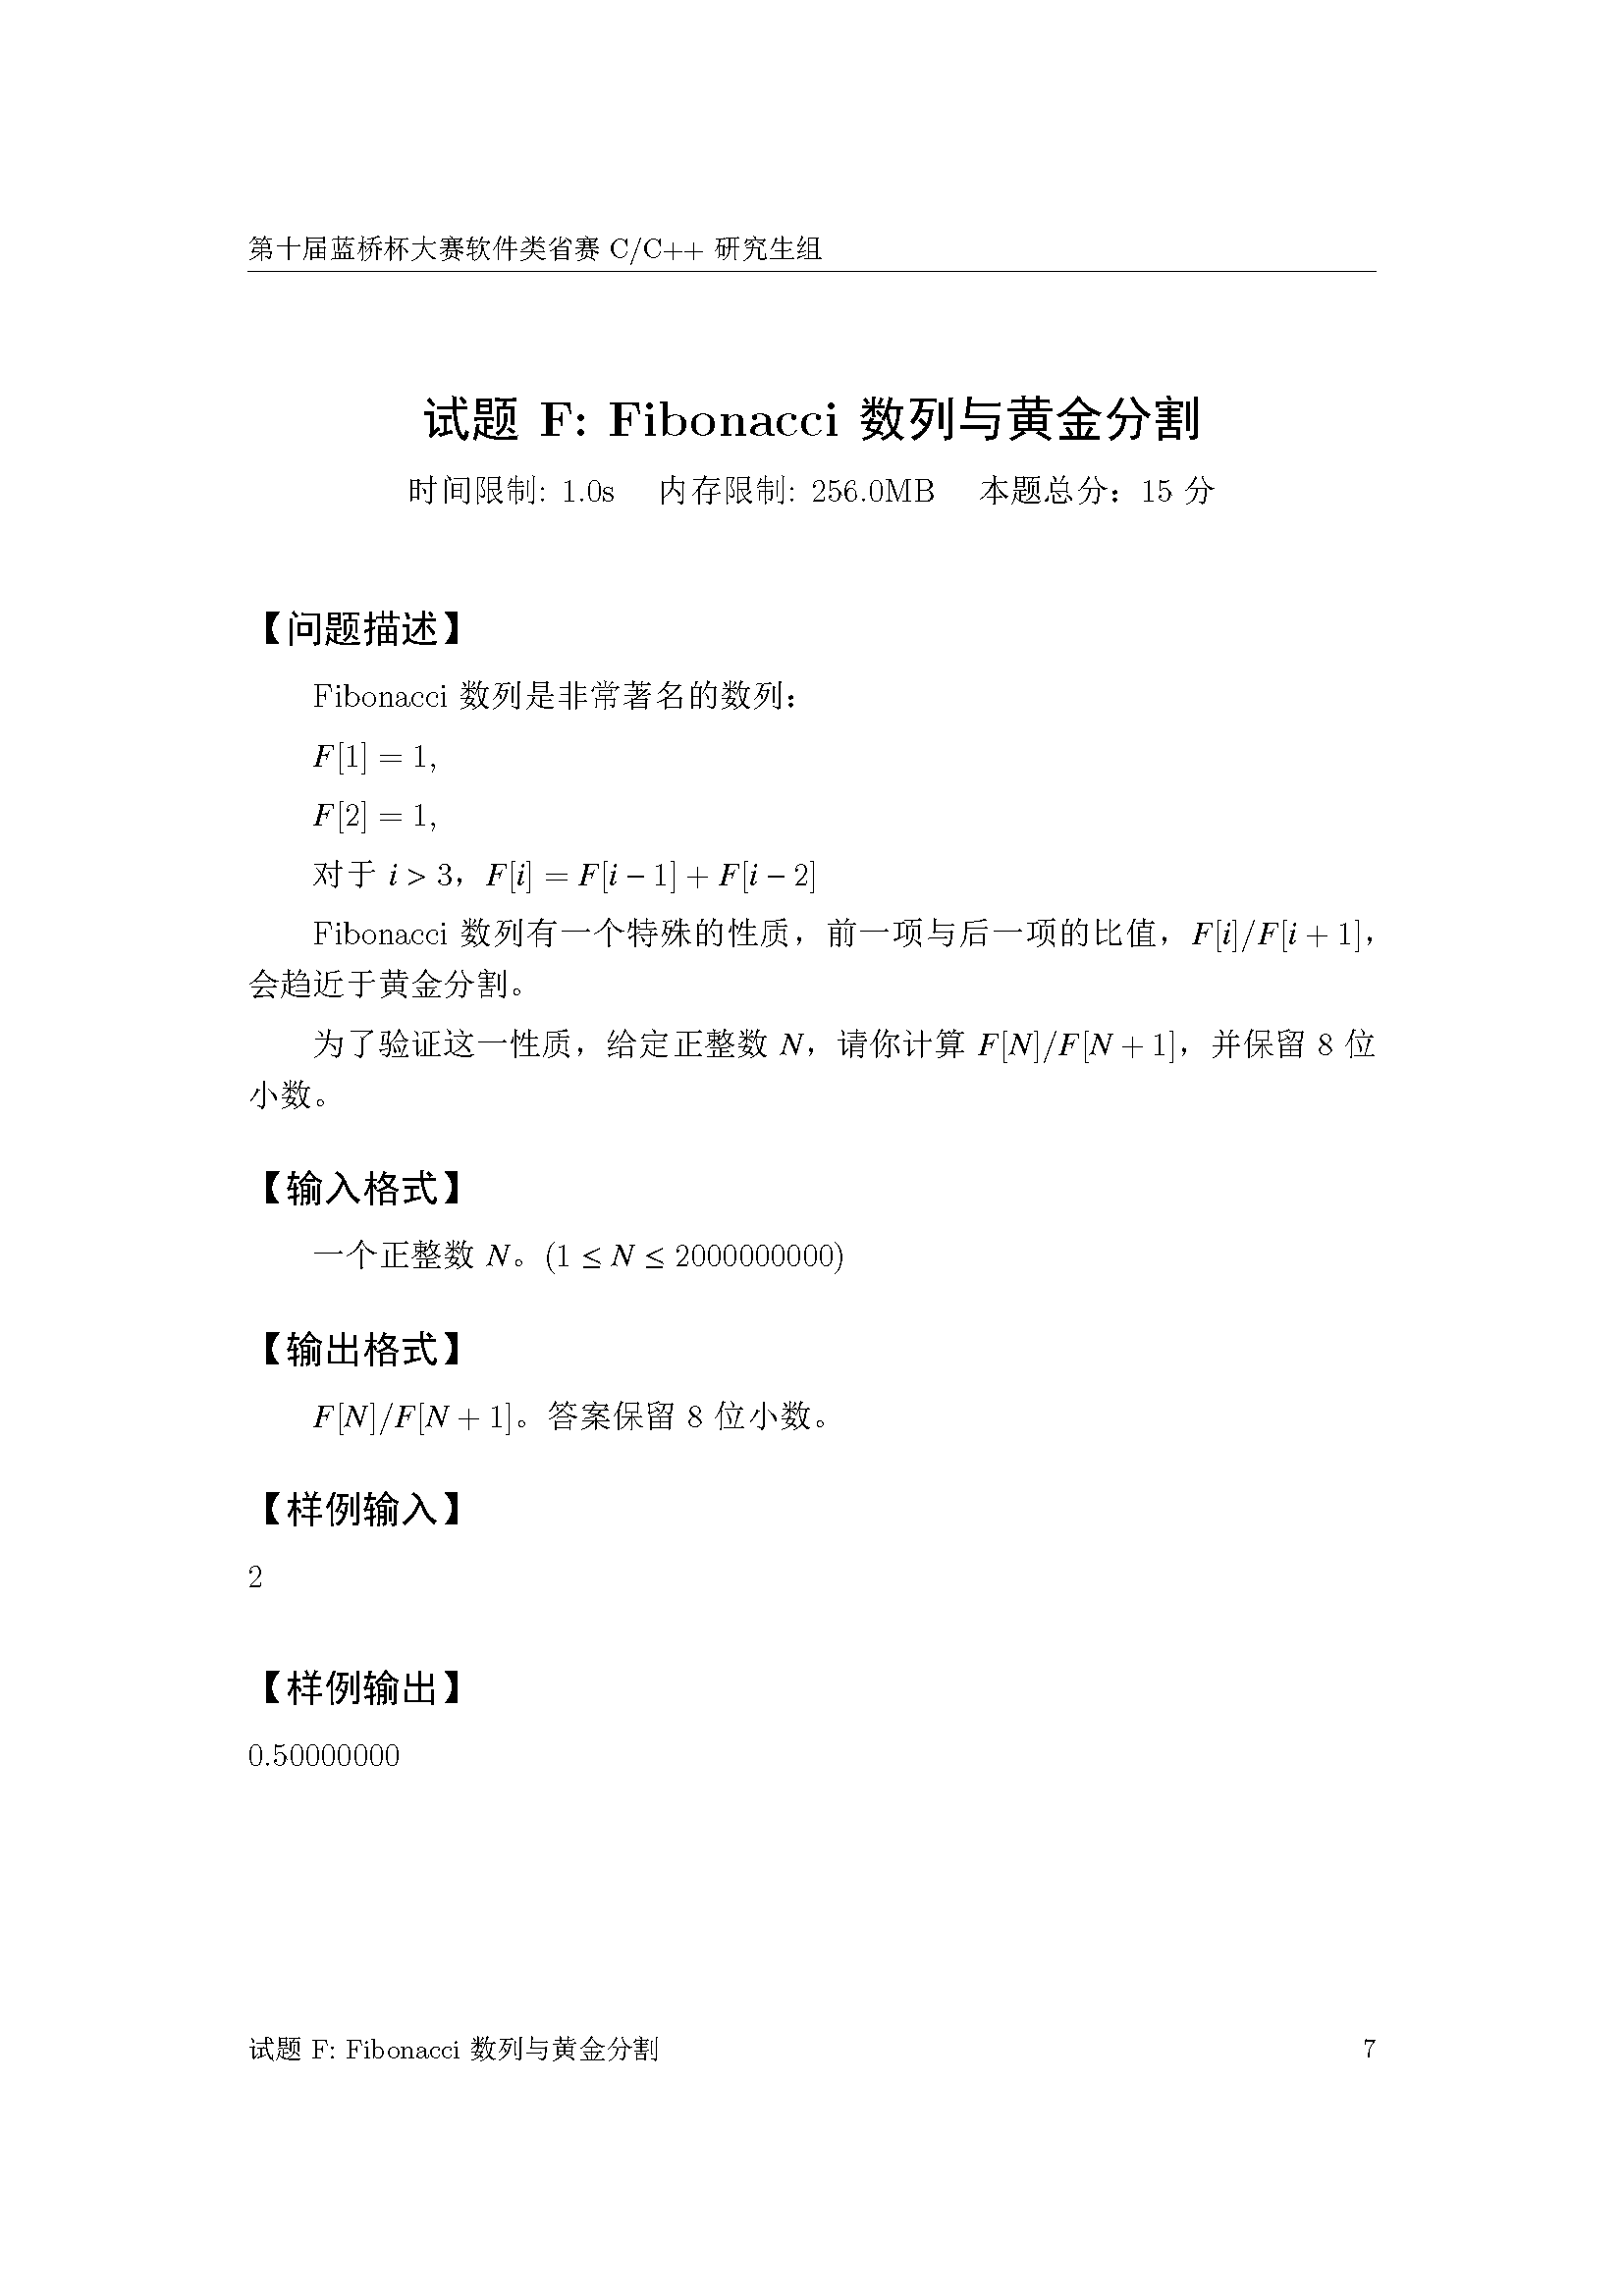 第十届蓝桥杯大赛软件类省赛 C/C++ 研究生组
试题 F: Fibonacci 数列与黄金分割
时间限制: 1.0s 内存限制: 256.0MB 本题总分：15 分
【问题描述】
Fibonacci 数列是非常著名的数列：
F[1] = 1,
F[2] = 1,
对于 i > 3，F[i] = F[i − 1] + F[i − 2]
Fibonacci 数列有一个特殊的性质，前一项与后一项的比值，F[i]/F[i + 1]，
会趋近于黄金分割。
为了验证这一性质，给定正整数 N，请你计算 F[N]/F[N + 1]，并保留 8 位
小数。
【输入格式】
一个正整数 N。(1 ≤ N ≤ 2000000000)
【输出格式】
F[N]/F[N + 1]。答案保留 8 位小数。
【样例输入】
2
【样例输出】
0.50000000
试题 F: Fibonacci 数列与黄金分割 7